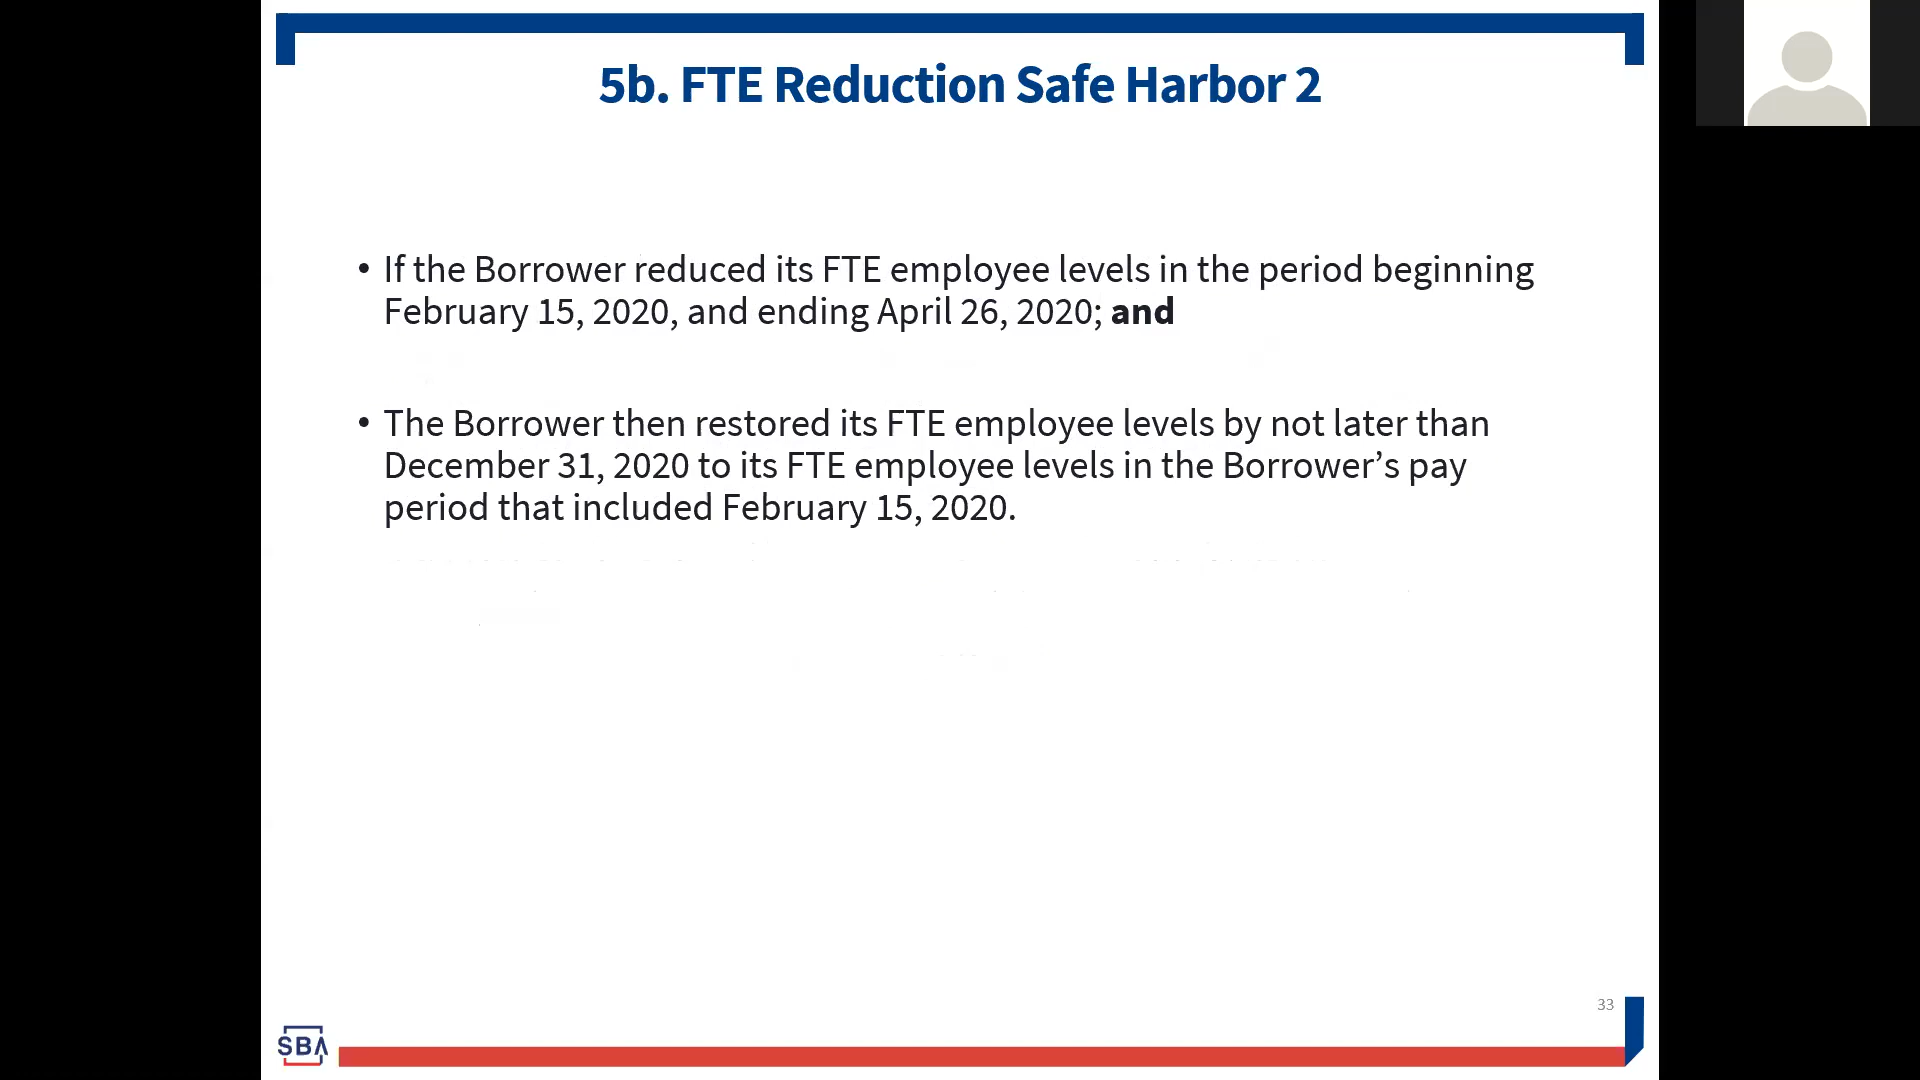 5b. FTE Reduction Safe Harbor 2
• If the Borrower reduced its FTE employee levels in the period beginning
February 15, 2020, and ending April 26, 2020; and
• The Borrower then restored its FTE employee levels by not later than
December 31, 2020 to its FTE employee levels in the Borrower’s pay
period that included February 15, 2020.
33
SBA